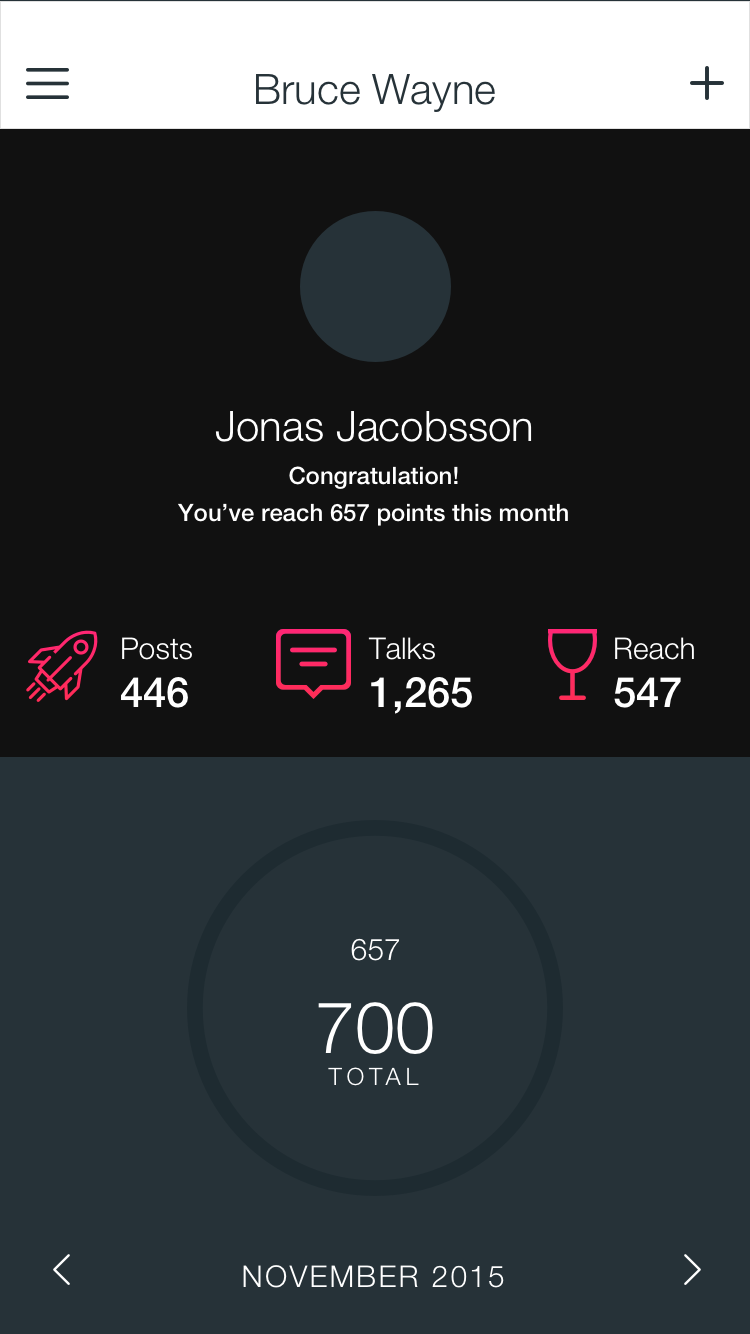 Bruce Wayne
Jonas Jacobsson
Congratulation!
You’ve reach 657 points this month
Posts
446
Talks
1,265
Reach
547
657
700
TOTAL
NOVEMBER 2015